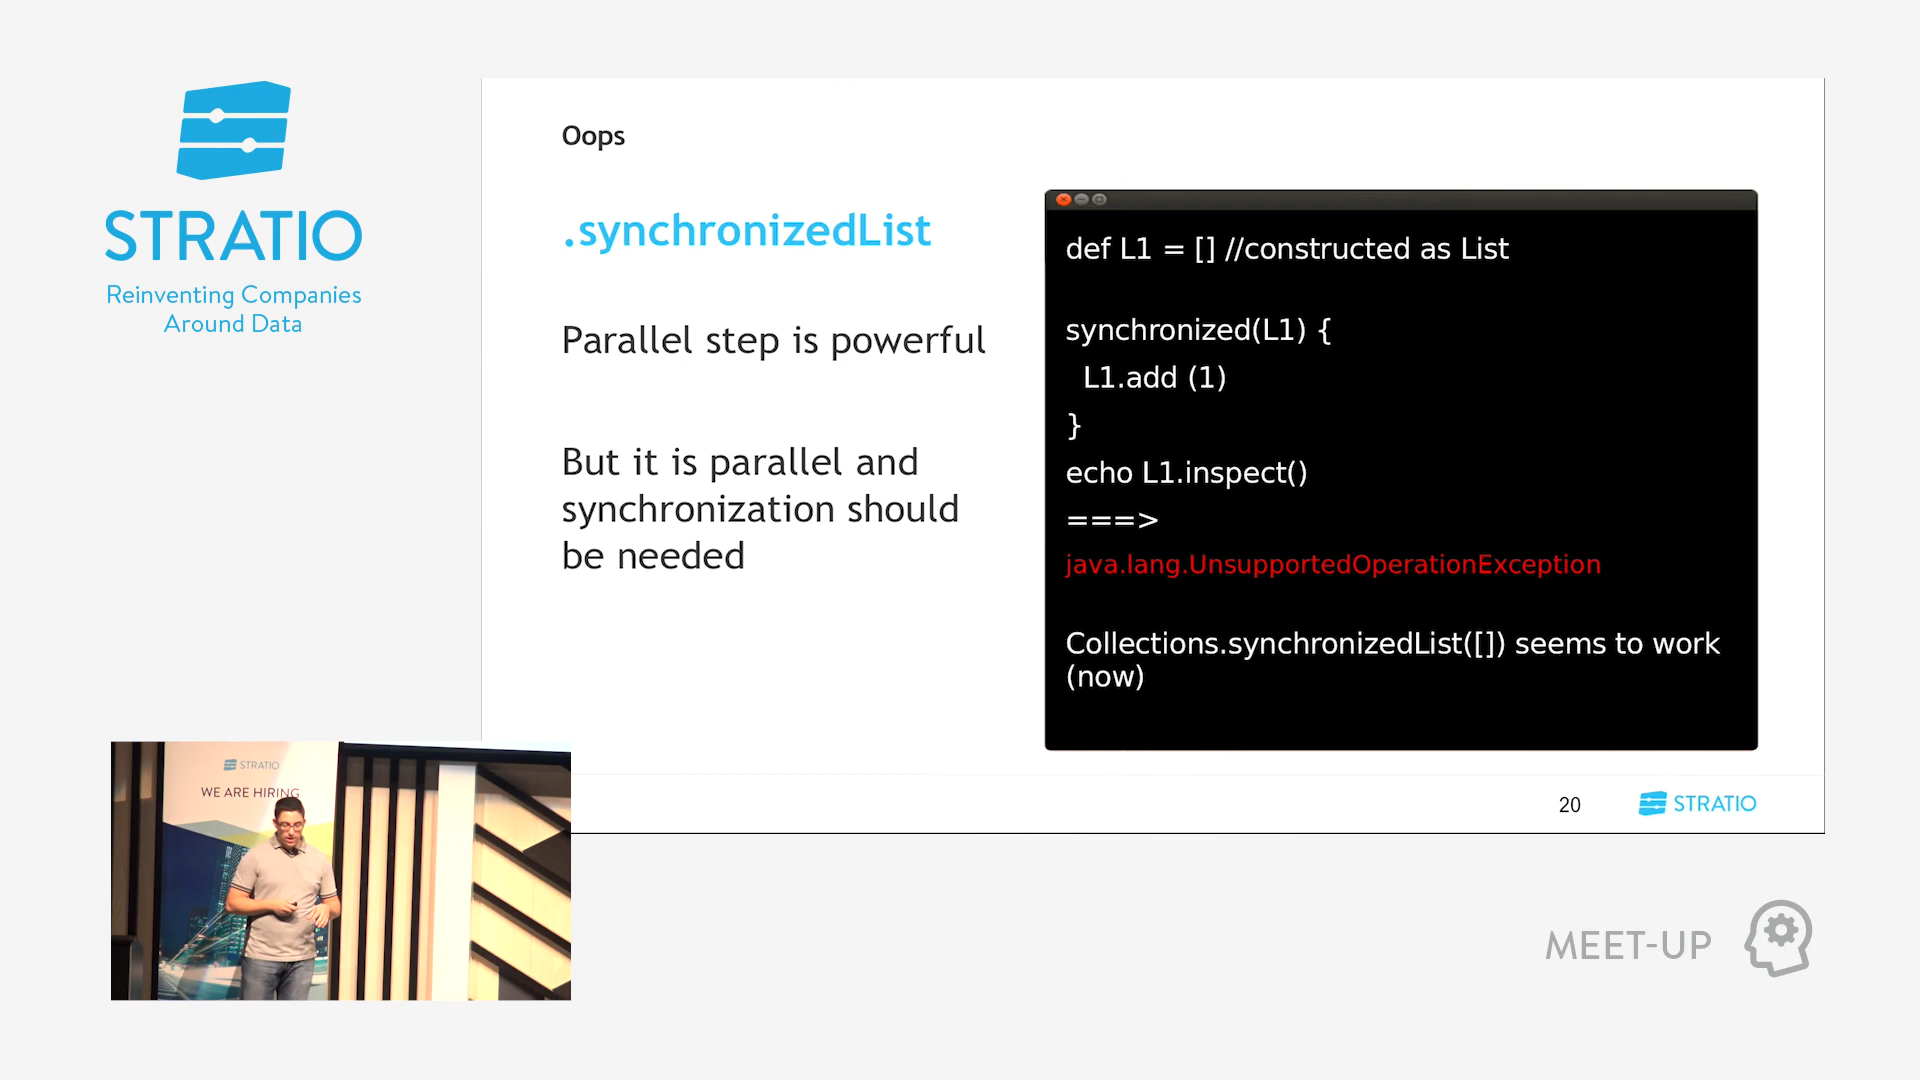 STRATIO
Reinventing Companies
Around Data
Oops
.synchronizedList
Parallel step is powerful
But it is parallel and
synchronization should
be needed
def L1 = [] //constructed as List
synchronized(L1) {
L1.add (1)
}
echo L1.inspect()
===>
java.lang.UnsupportedOperationException
Collections.synchronizedList([]) seems to work
(now)
20
STRATIO
STRATIO
WE ARE HIRING
MEET-UP